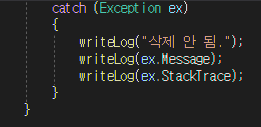 catch (Exception ex)
{
writeLog("삭제 안 됨.");
writeLog(ex.Message);
writeLog(ex.StackTrace);
}
}